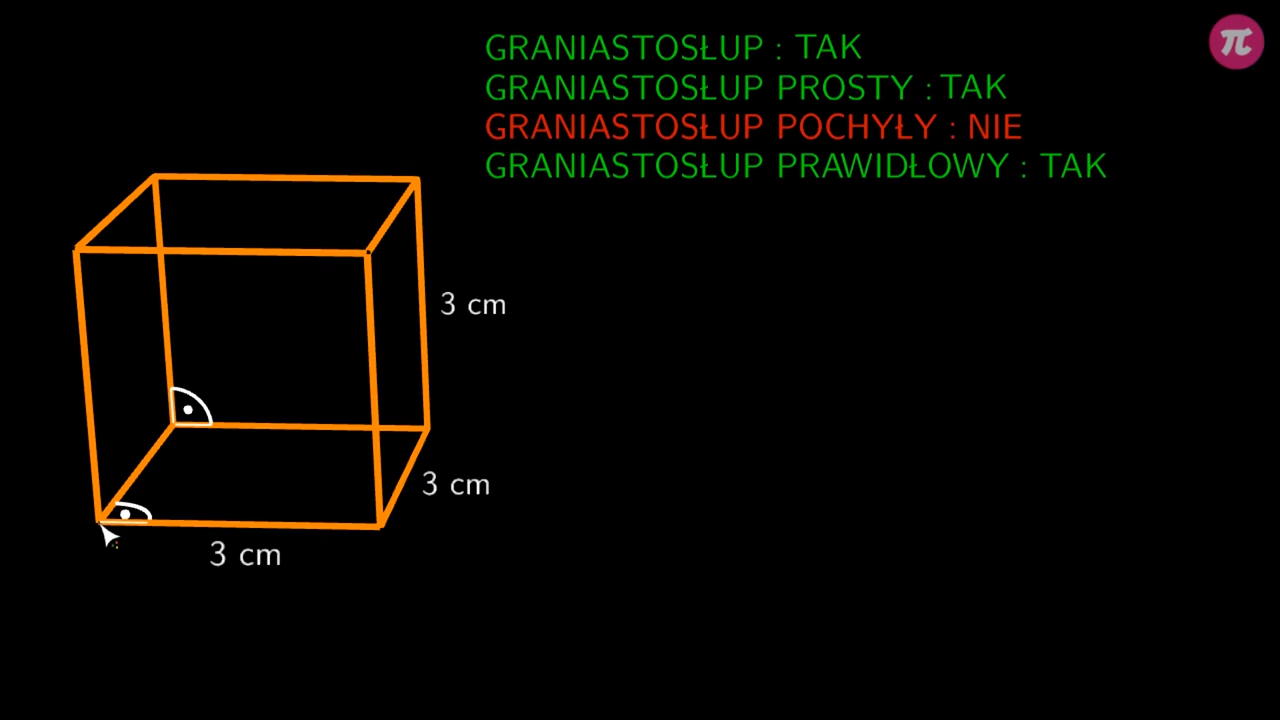 GRANIASTOSŁUP : TAK
GRANIASTOSŁUP PROSTY : TAK
GRANIASTOSŁUP POCHYŁY : NIE
GRANIASTOSŁUP PRAWIDŁOWY : TAK
3 cm
3 cm
3 cm
π